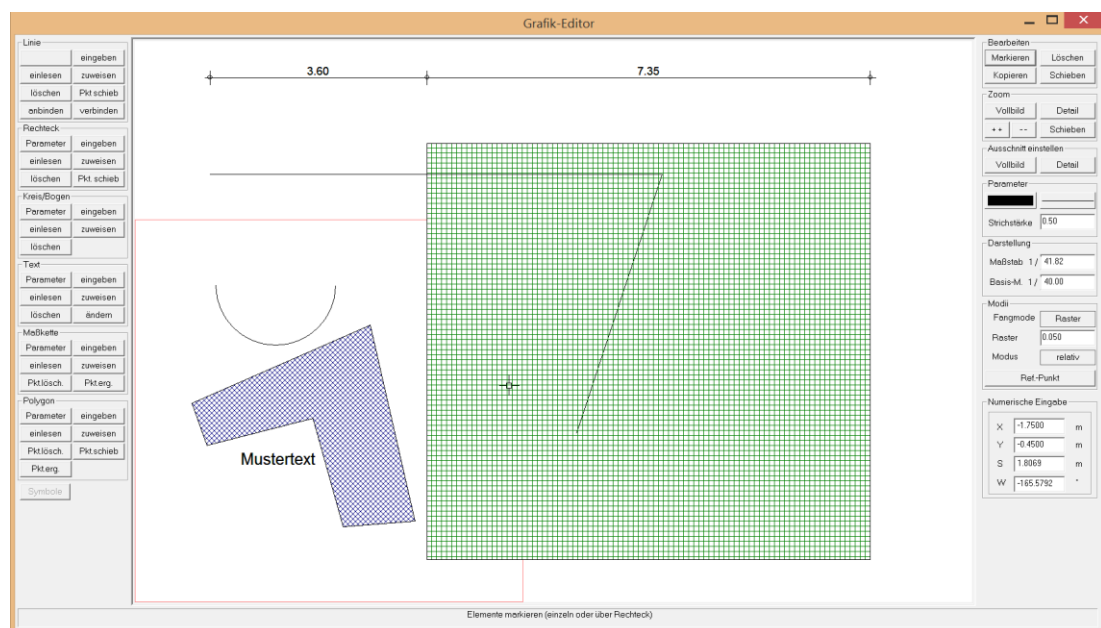 Grafik-Editor
Linie
eingeben
einlesen zuweisen
löschen Pkt schieb
anbinden verbinden
Rechteck
Parameter eingeben
einlesen zuweisen
löschen Pkt. schieb
Kreis/Bogen
Parameter eingeben
einlesen zuweisen
löschen
Text
Parameter eingeben
einlesen zuweisen
löschen ändern
Maßkette
Parameter eingeben
einlesen zuweisen
Pkt.lösch. Pkt.erg.
Polygon
Parameter eingeben
einlesen zuweisen
Pkt.lösch. Pkt.schieb
Pkt.erg.
Symbole
3.60 7.35
Mustertext
Bearbeiten
Markieren Löschen
Kopieren Schieben
Zoom
Vollbild Detail
++ -- Schieben
Ausschnitt einstellen
Vollbild Detail
Parameter
Strichstärke 0.50
Darstellung
Maßstab 1/ 41.82
Basis-M. 1/ 40.00
Modii
Fangmode Raster
Raster 0.050
Modus relativ
Ref.-Punkt
Numerische Eingabe
X -1.7500 m
Y -0.4500 m
S 1.8069 m
W -165.5792 °
Elemente markieren (einzeln oder über Rechteck)